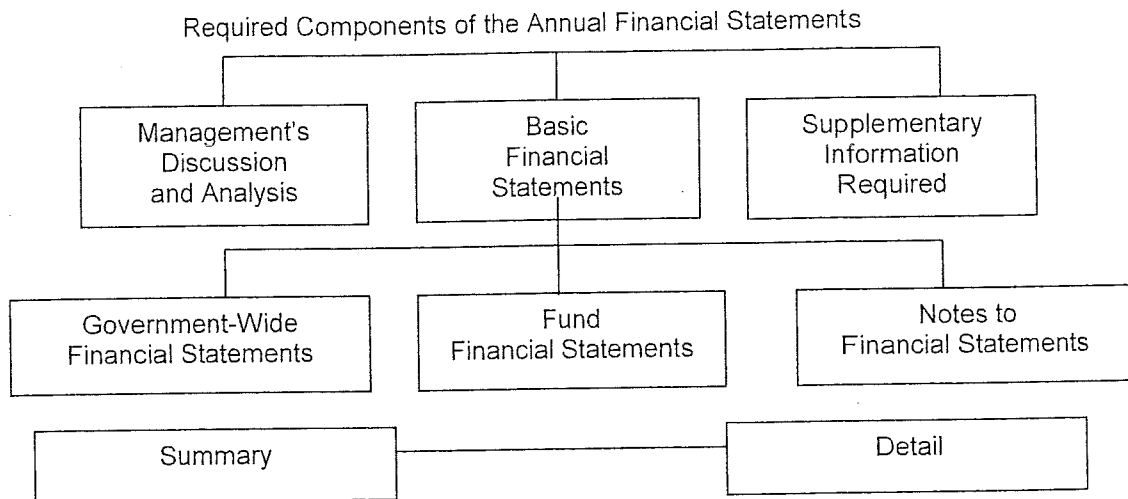 Required Components of the Annual Financial Statements
Management's
Discussion
and Analysis
Basic
Financial
Statements
Supplementary
Information
Required
Government-Wide
Financial Statements
Fund
Financial Statements
Notes to
Financial Statements
Summary
Detail